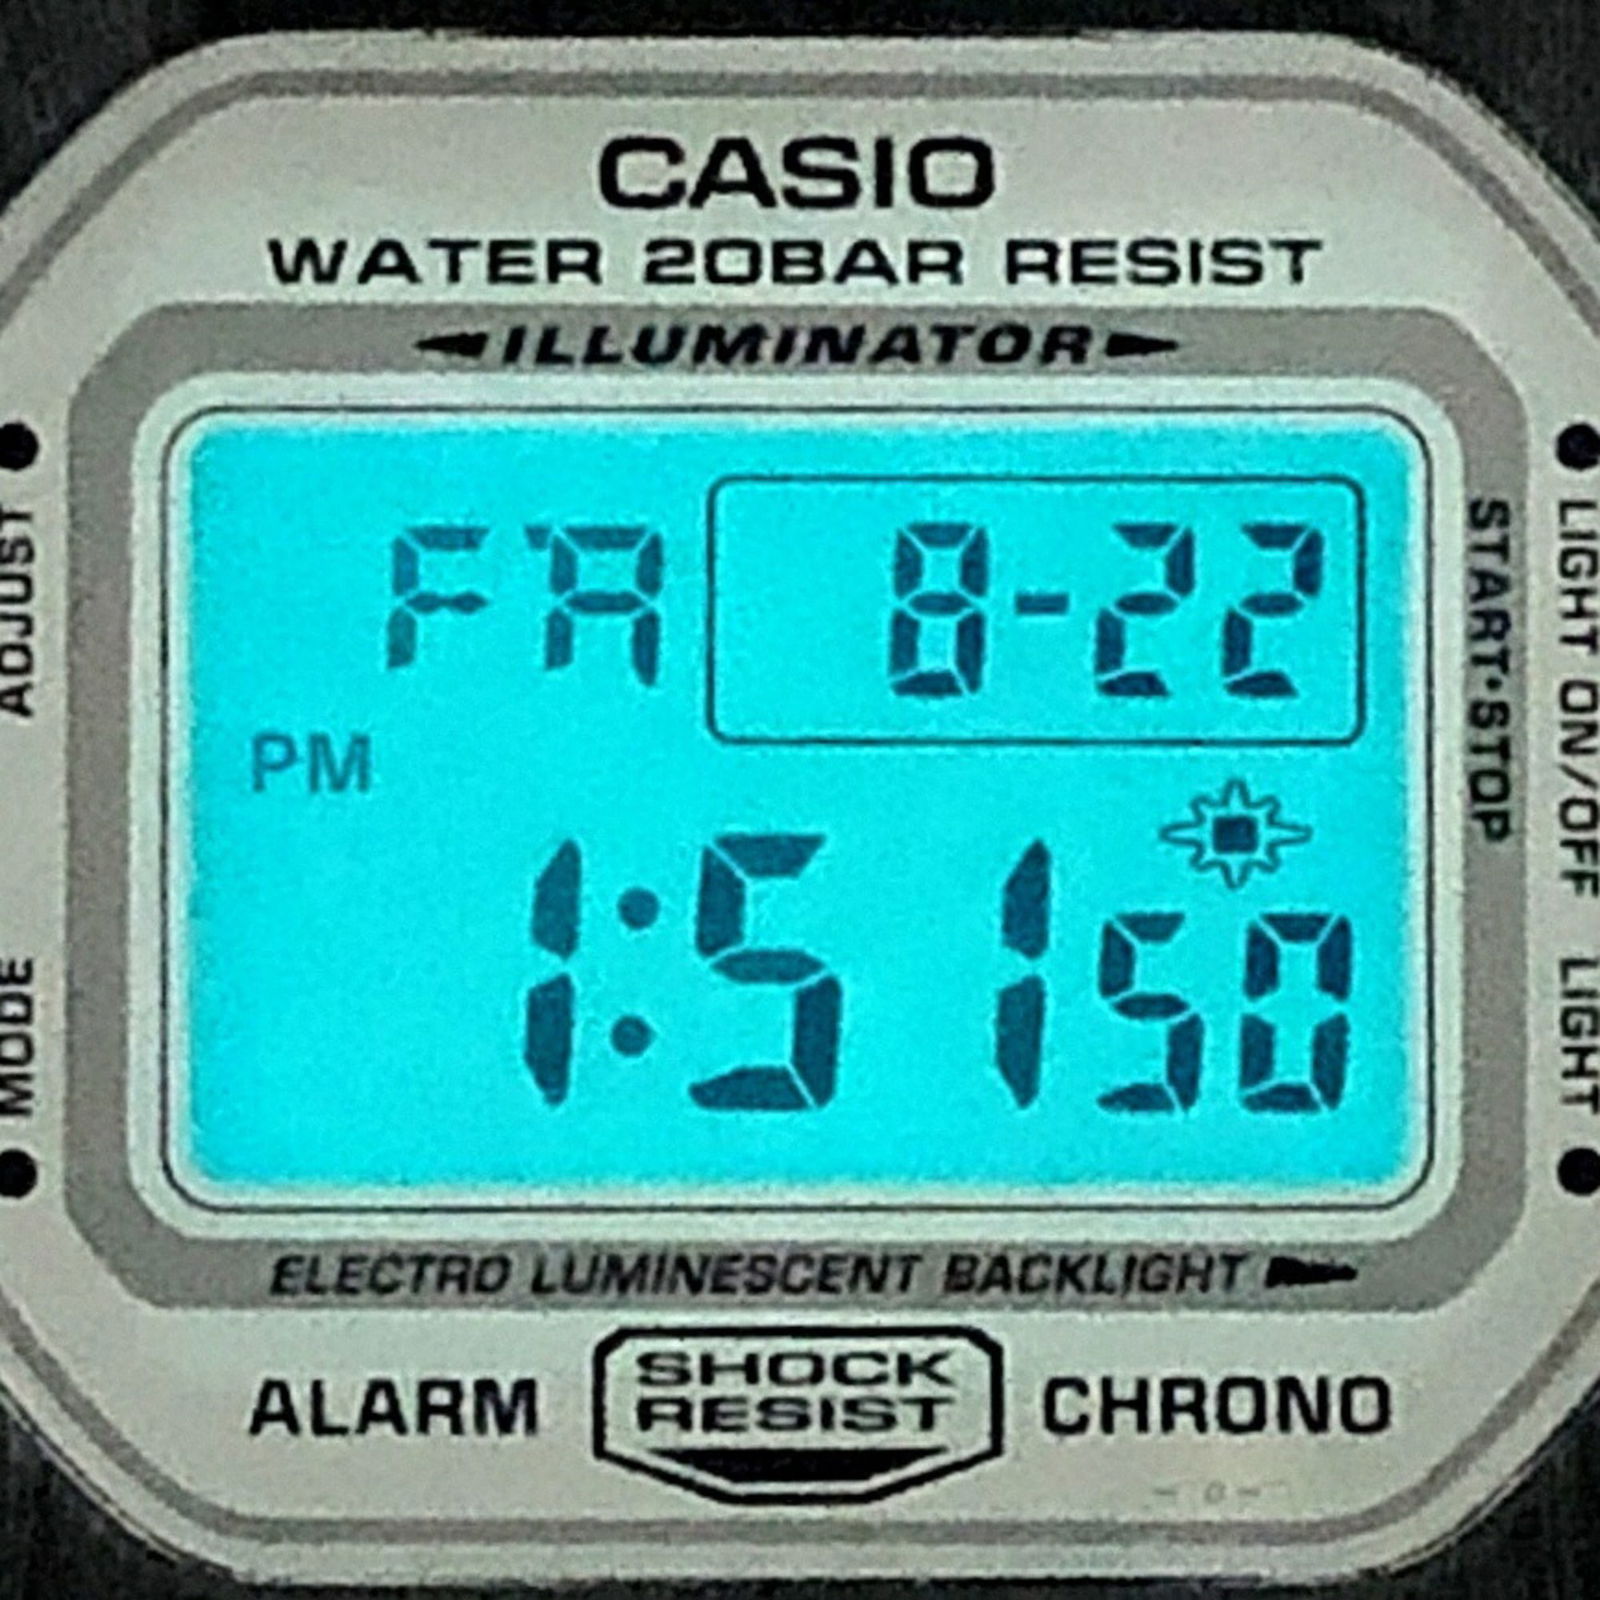 CASIO
WATER 20BAR RESIST
ILLUMINATOR
ADJUST
MODE
FR 8-22
PM
1:51 50
START·STOP
LIGHT ON/OFF LIGHT
ELECTRO LUMINESCENT BACKLIGHT
ALARM
SHOCK
RESIST
CHRONO